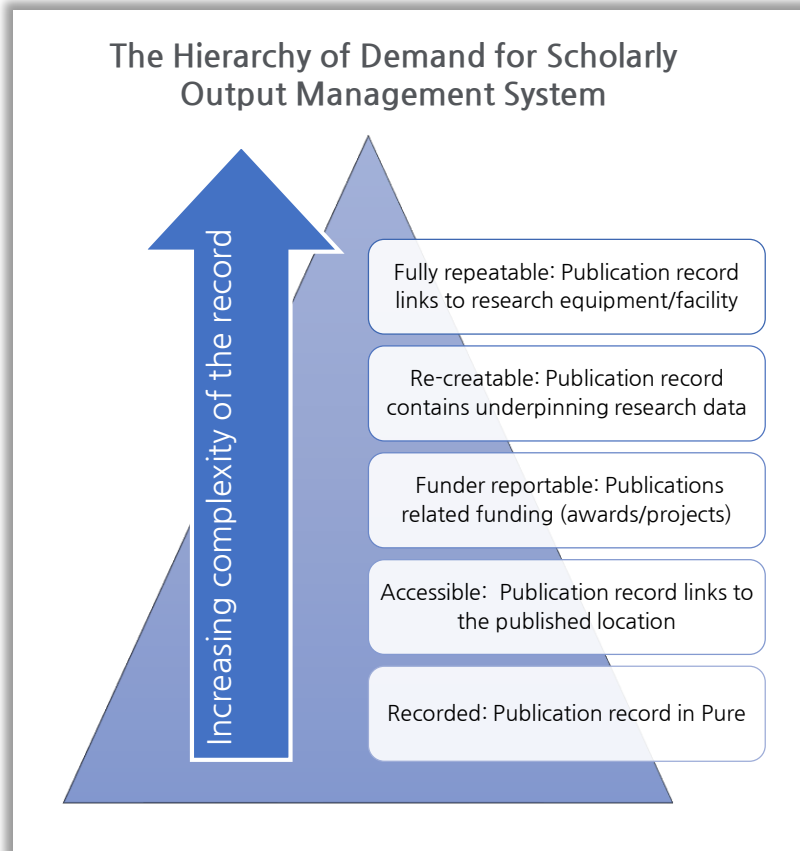 The Hierarchy of Demand for Scholarly
Output Management System
Increasing complexity of the record
Fully repeatable: Publication record
links to research equipment/facility
Re-creatable: Publication record
contains underpinning research data
Funder reportable: Publications
related funding (awards/projects)
Accessible:  Publication record links to
the published location
Recorded: Publication record in Pure